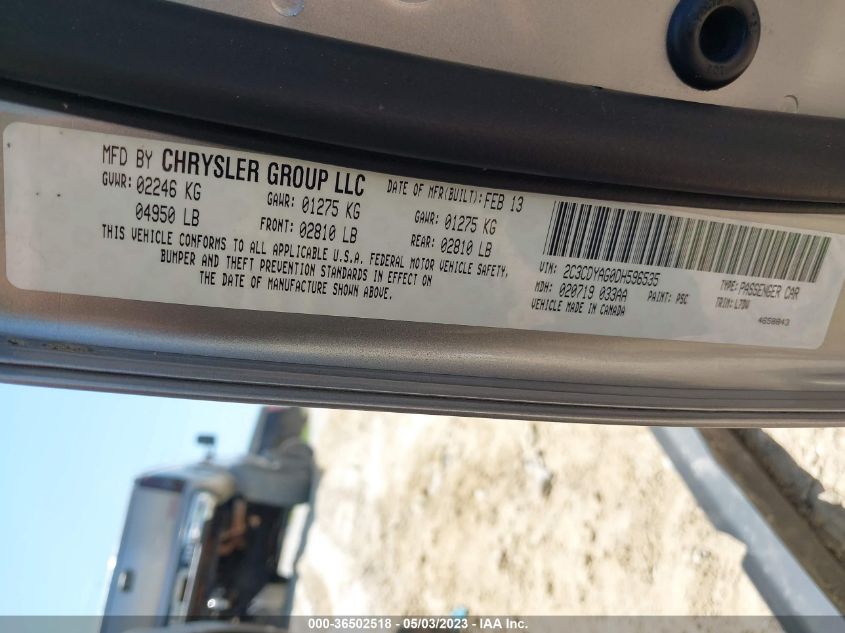 MFD BY CHRYSLER GROUP LLC DATE OF MFR(BUILT): FEB 13
GVWR: 02246 KG GAWR: 01275 KG GAWR: 01275 KG
04950 LB FRONT: 02810 LB REAR: 02810 LB
THIS VEHICLE CONFORMS TO ALL APPLICABLE U.S.A. FEDERAL MOTOR VEHICLE SAFETY,
BUMPER AND THEFT PREVENTION STANDARDS IN EFFECT ON
THE DATE OF MANUFACTURE SHOWN ABOVE.
VIN: 2C3CDYAG0DH596535 TYPE: PASSENGER CAR
MDH: 020719 033AA PAINT: PSC TRIM: L7DV
VEHICLE MADE IN CANADA 4658843
000-36502518 - 05/03/2023 - IAA Inc.